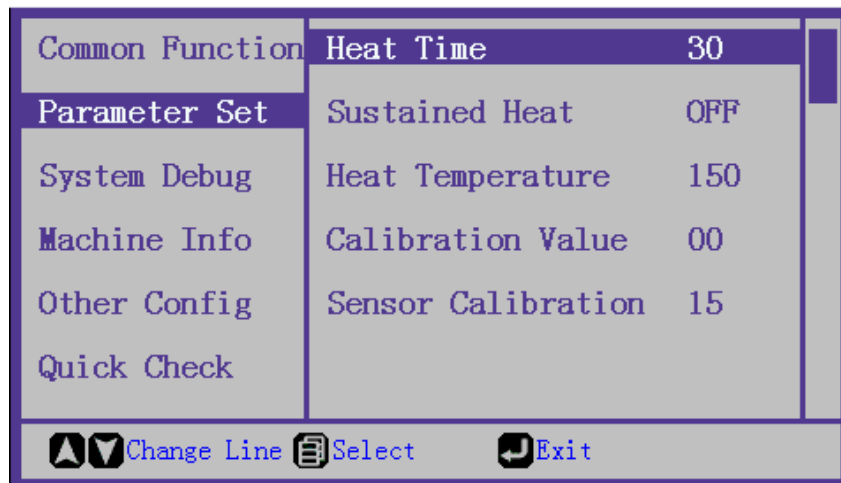 Common Function Heat Time 30
Parameter Set Sustained Heat OFF
System Debug Heat Temperature 150
Machine Info Calibration Value 00
Other Config Sensor Calibration 15
Quick Check
Change Line Select Exit